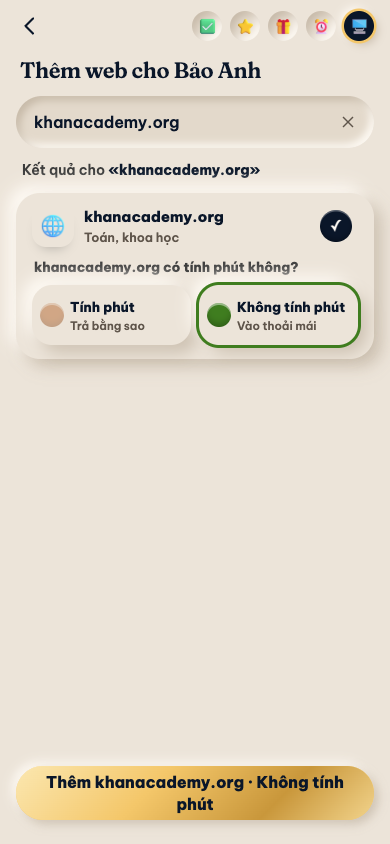 Thêm web cho Bảo Anh
khanacademy.org
Kết quả cho «khanacademy.org»
khanacademy.org
Toán, khoa học
khanacademy.org có tính phút không?
Tính phút
Trả bằng sao
Không tính phút
Vào thoải mái
Thêm khanacademy.org · Không tính
phút